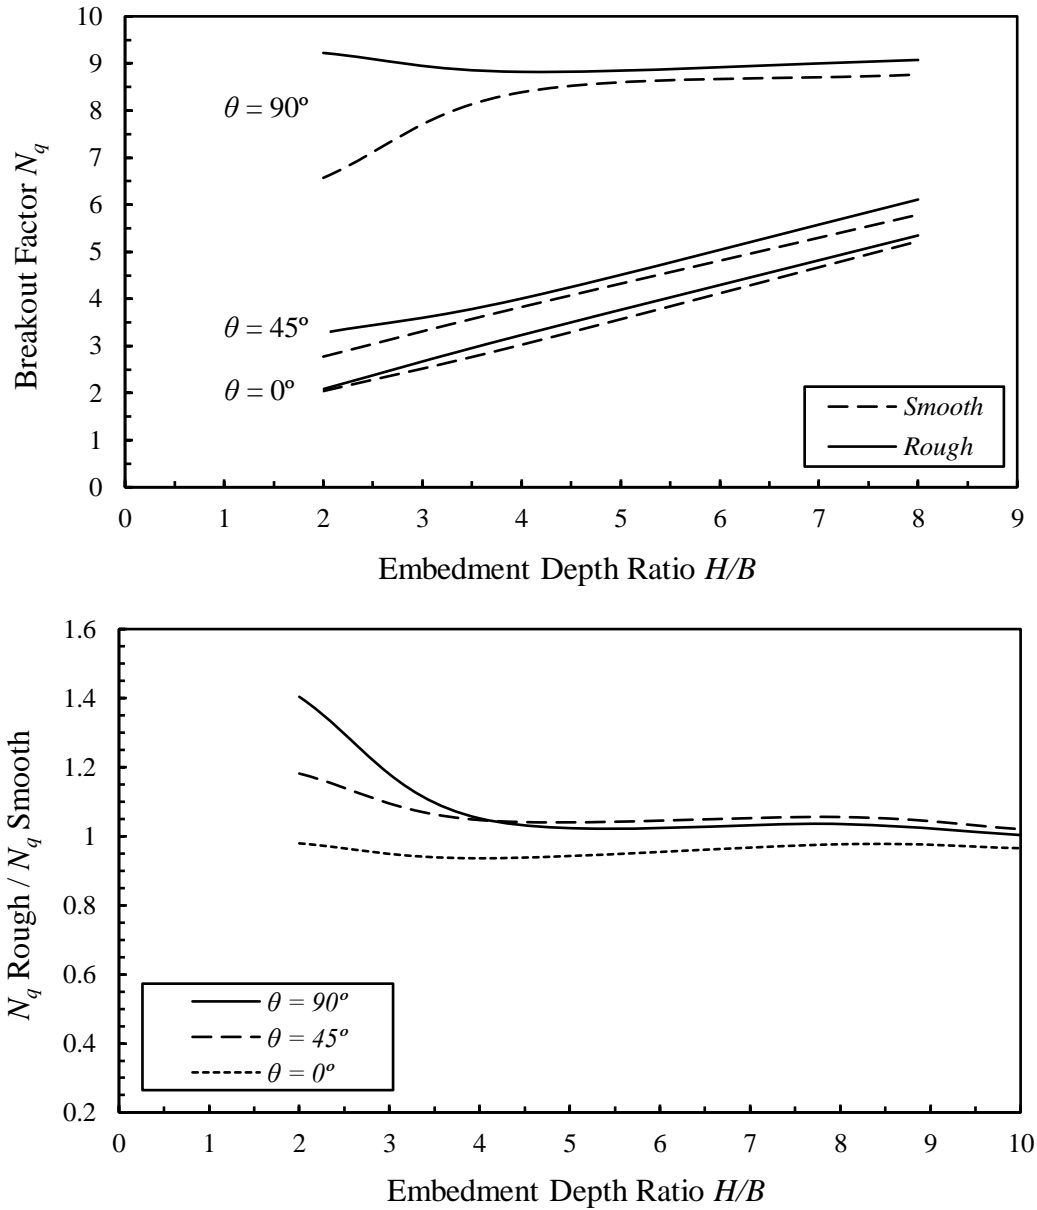 10
9
8
7
6
5
4
3
2
1
0
Breakout Factor Nq
θ = 90º
θ = 45º
θ = 0º
Smooth
Rough
0 1 2 3 4 5 6 7 8 9
Embedment Depth Ratio H/B
1.6
1.4
1.2
1
0.8
0.6
0.4
0.2
Nq Rough / Nq Smooth
θ = 90º
θ = 45º
θ = 0º
0 1 2 3 4 5 6 7 8 9 10
Embedment Depth Ratio H/B